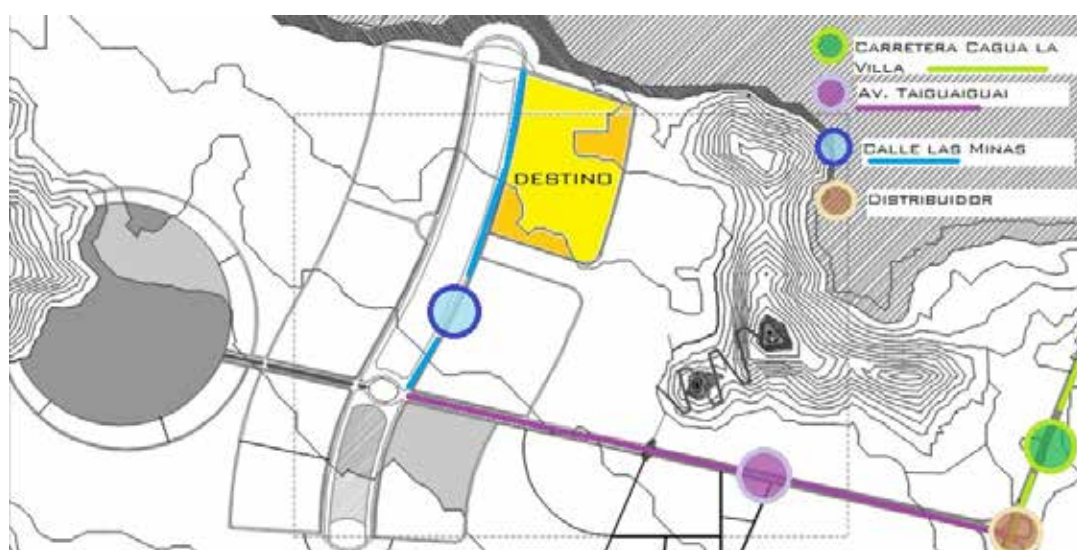 CARRETERA CAGUA LA
VILLA
AV. TAIGUAIGUAI
CALLE LAS MINAS
DISTRIBUIDOR
DESTINO